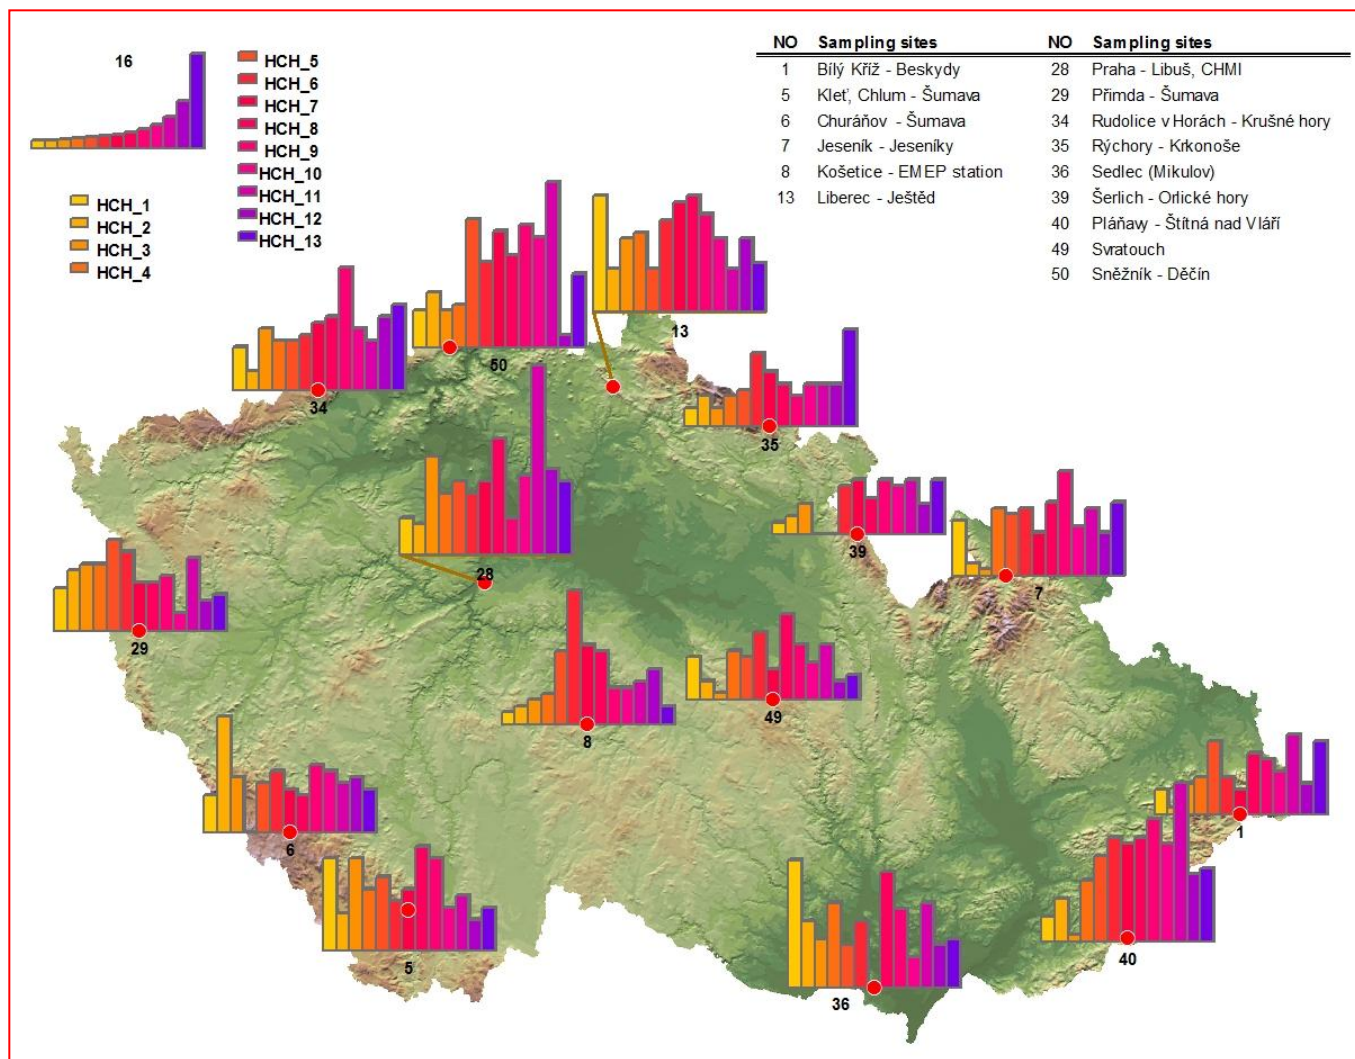 16
HCH_1
HCH_2
HCH_3
HCH_4
HCH_5
HCH_6
HCH_7
HCH_8
HCH_9
HCH_10
HCH_11
HCH_12
HCH_13
NO Sampling sites NO Sampling sites
1 Bílý Kříž - Beskydy 28 Praha - Libuš, CHMI
5 Kleť, Chlum - Šumava 29 Přimda - Šumava
6 Churáňov - Šumava 34 Rudolice v Horách - Krušné hory
7 Jeseník - Jeseníky 35 Rýchory - Krkonoše
8 Košetice - EMEP station 36 Sedlec (Mikulov)
13 Liberec - Ještěd 39 Šerlich - Orlické hory
40 Pláňavy - Štítná nad Vláří
49 Svratouch
50 Sněžník - Děčín
13
50
34
35
39
28
7
29
49
8
1
6
40
5
36